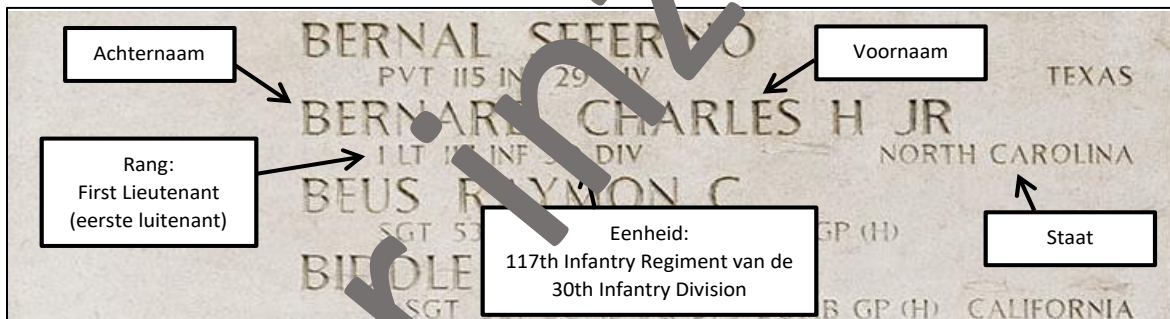 BERNAL SEFERINO
PVT 115 INF 29 DIV TEXAS
BERNARD CHARLES H JR
1 LT INF DIV NORTH CAROLINA
BEUS RAYMON C
SGT GP (H)
BIDDLE
SGT GP (H) CALIFORNIA
Achternaam
Voornaam
Rang:
First Lieutenant
(eerste luitenant)
Eenheid:
117th Infantry Regiment van de
30th Infantry Division
Staat